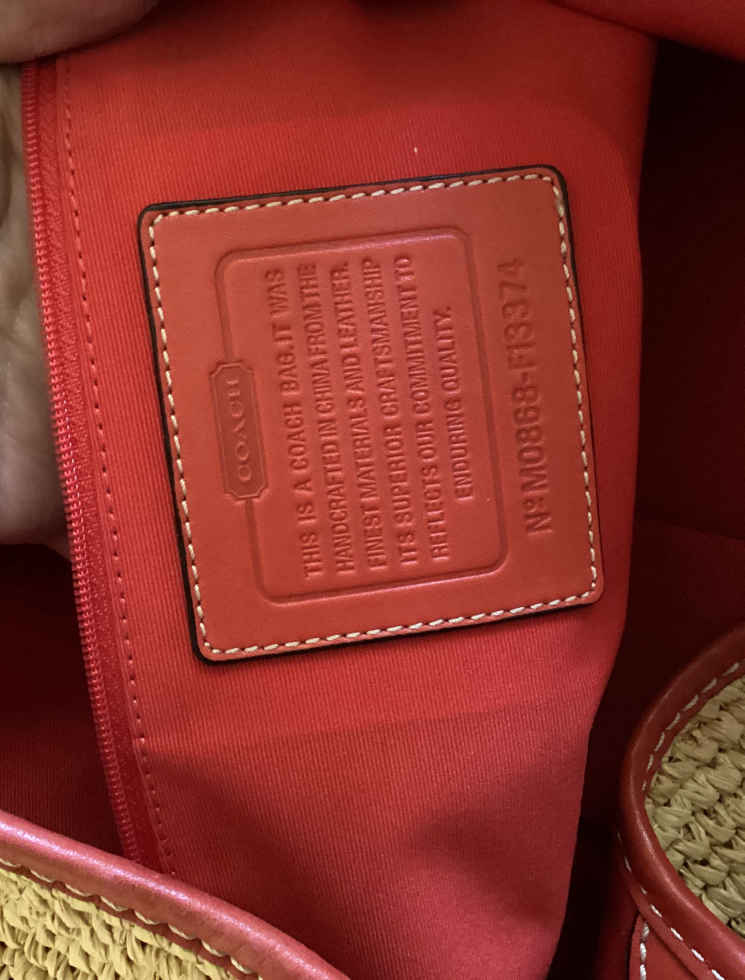 COACH
THIS IS A COACH BAG. IT WAS
HANDCRAFTED IN CHINA FROM THE
FINEST MATERIALS AND LEATHER.
ITS SUPERIOR CRAFTSMANSHIP
REFLECTS OUR COMMITMENT TO
ENDURING QUALITY.
Nº M0868-F13374